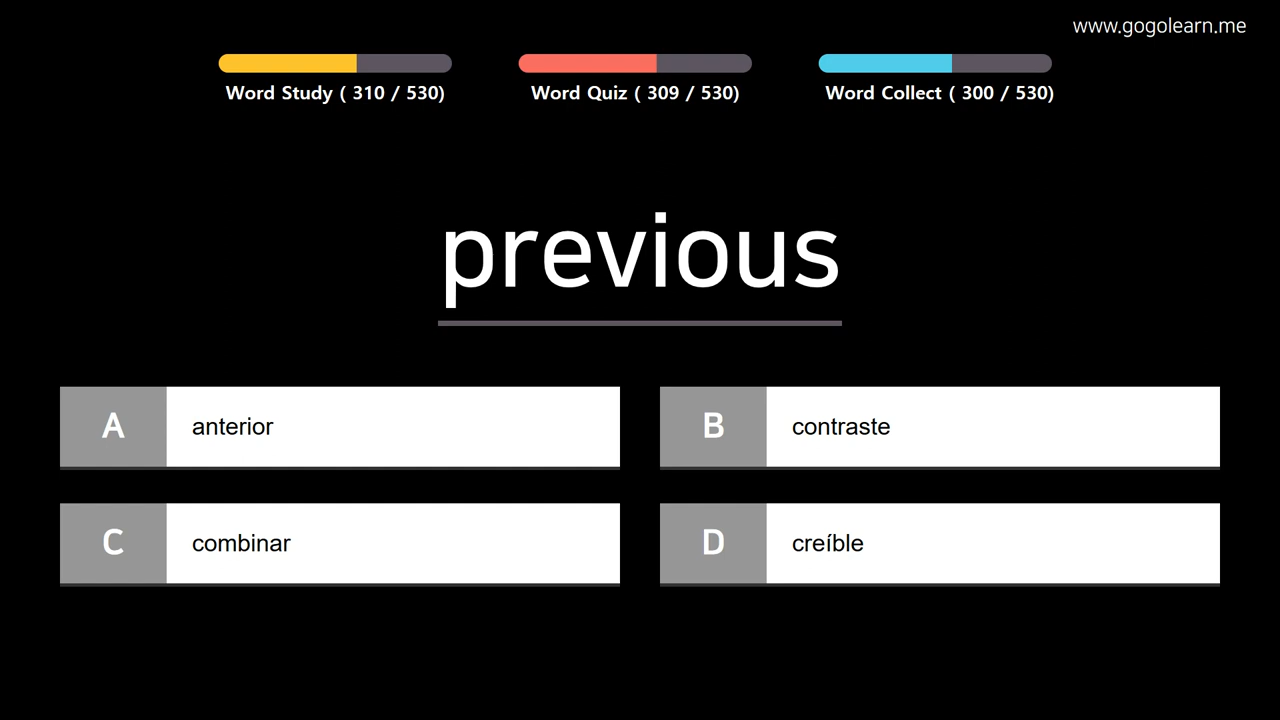 www.gogolearn.me
Word Study ( 310 / 530)
Word Quiz ( 309 / 530)
Word Collect ( 300 / 530)
previous
A anterior
B contraste
C combinar
D creíble